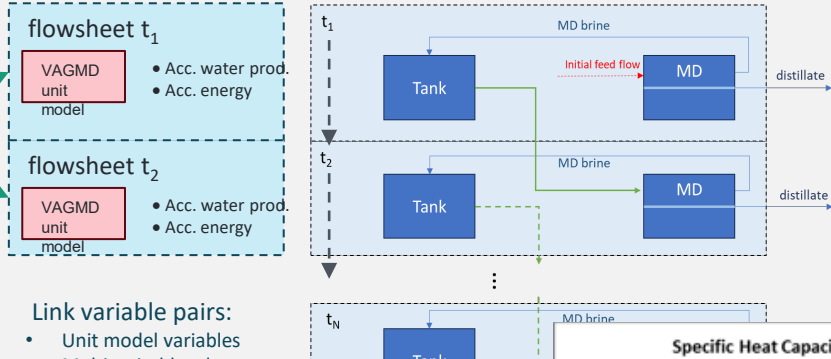 flowsheet t1
VAGMD
unit
model
• Acc. water prod.
• Acc. energy
flowsheet t2
VAGMD
unit
model
• Acc. water prod.
• Acc. energy
Link variable pairs:
• Unit model variables
t1
MD brine
Tank
Initial feed flow
MD
distillate
t2
MD brine
Tank
MD
distillate
⋮
tN
MD brine
Tank
Specific Heat Capaci